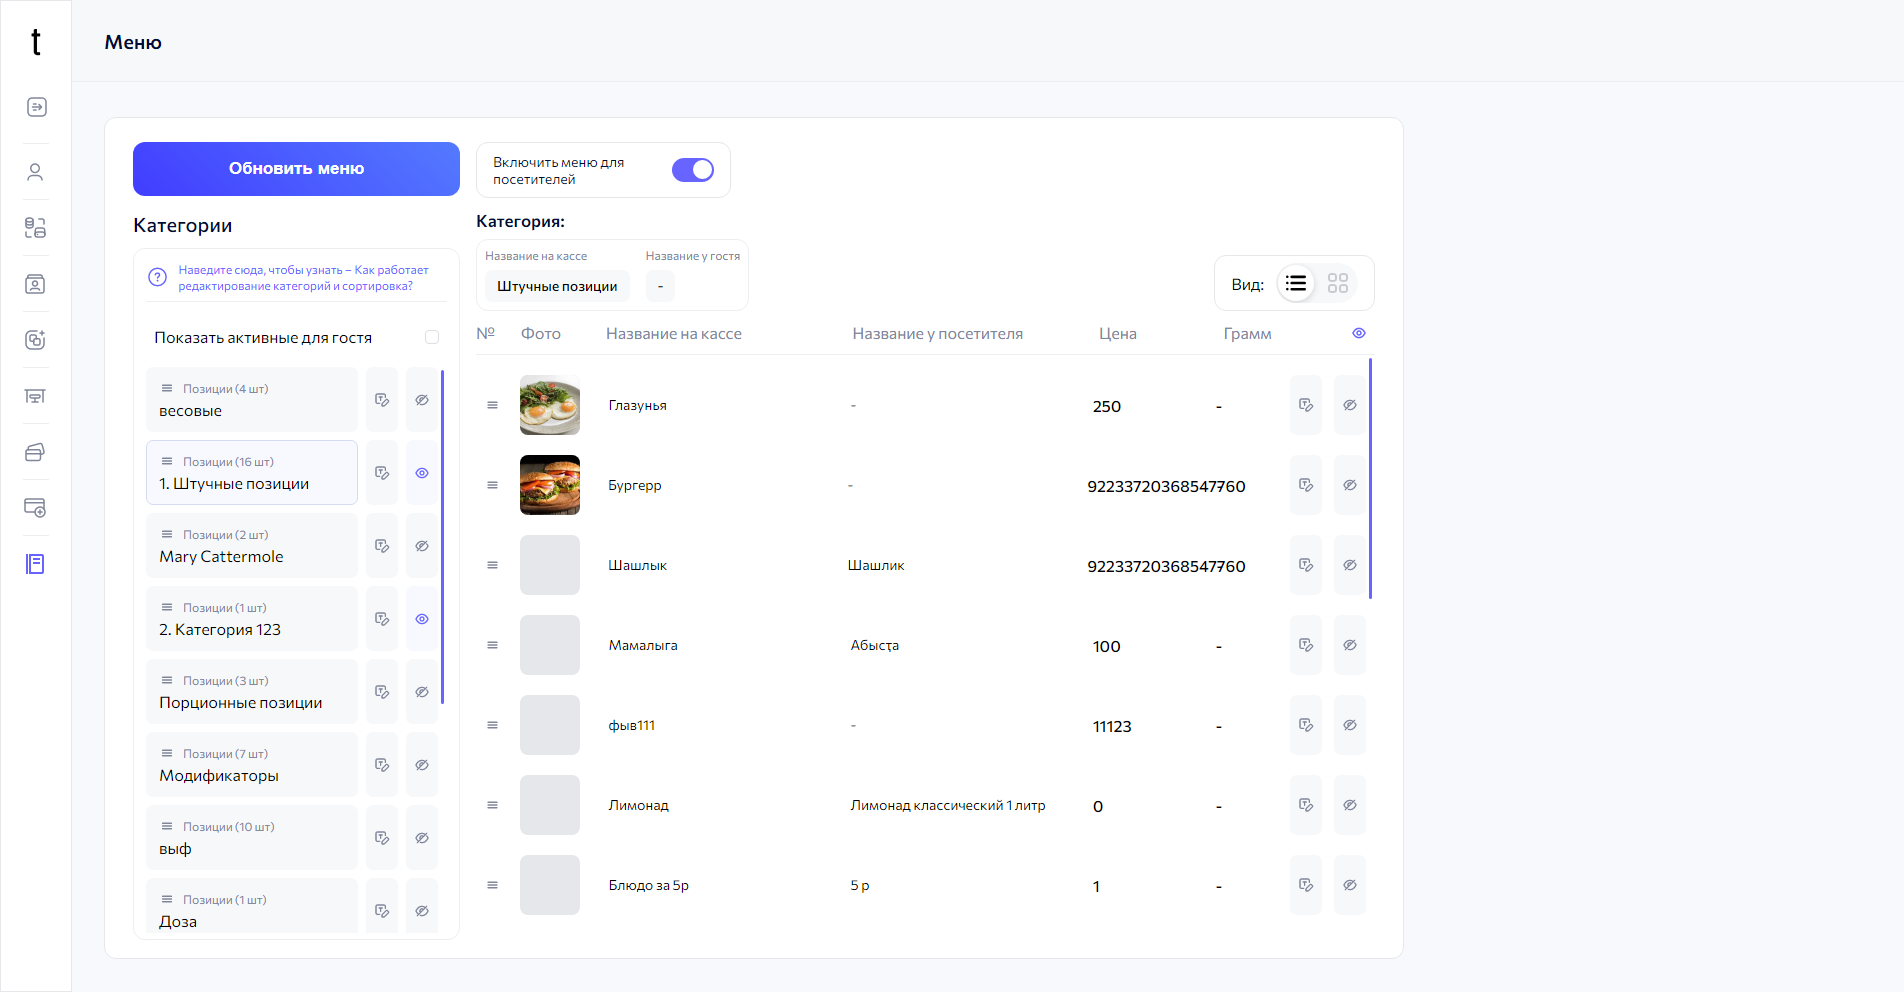 t
Меню
Обновить меню
Включить меню для
посетителей
Категории
Наведите сюда, чтобы узнать – Как работает
редактирование категорий и сортировка?
Показать активные для гостя
Позиции (4 шт)
весовые
Позиции (16 шт)
1. Штучные позиции
Позиции (2 шт)
Mary Cattermole
Позиции (1 шт)
2. Категория 123
Позиции (3 шт)
Порционные позиции
Позиции (7 шт)
Модификаторы
Позиции (10 шт)
выф
Позиции (1 шт)
Доза
Категория:
Название на кассе Название у гостя
Штучные позиции -
Вид:
№ Фото Название на кассе Название у посетителя Цена Грамм
Глазунья - 250 -
Бургерр - 9223372036854776 -
Шашлык Шашлик 9223372036854776 -
Мамалыга Абысҭа 100 -
фыв111 - 11123 -
Лимонад Лимонад классический 1 литр 0 -
Блюдо за 5р 5 р 1 -